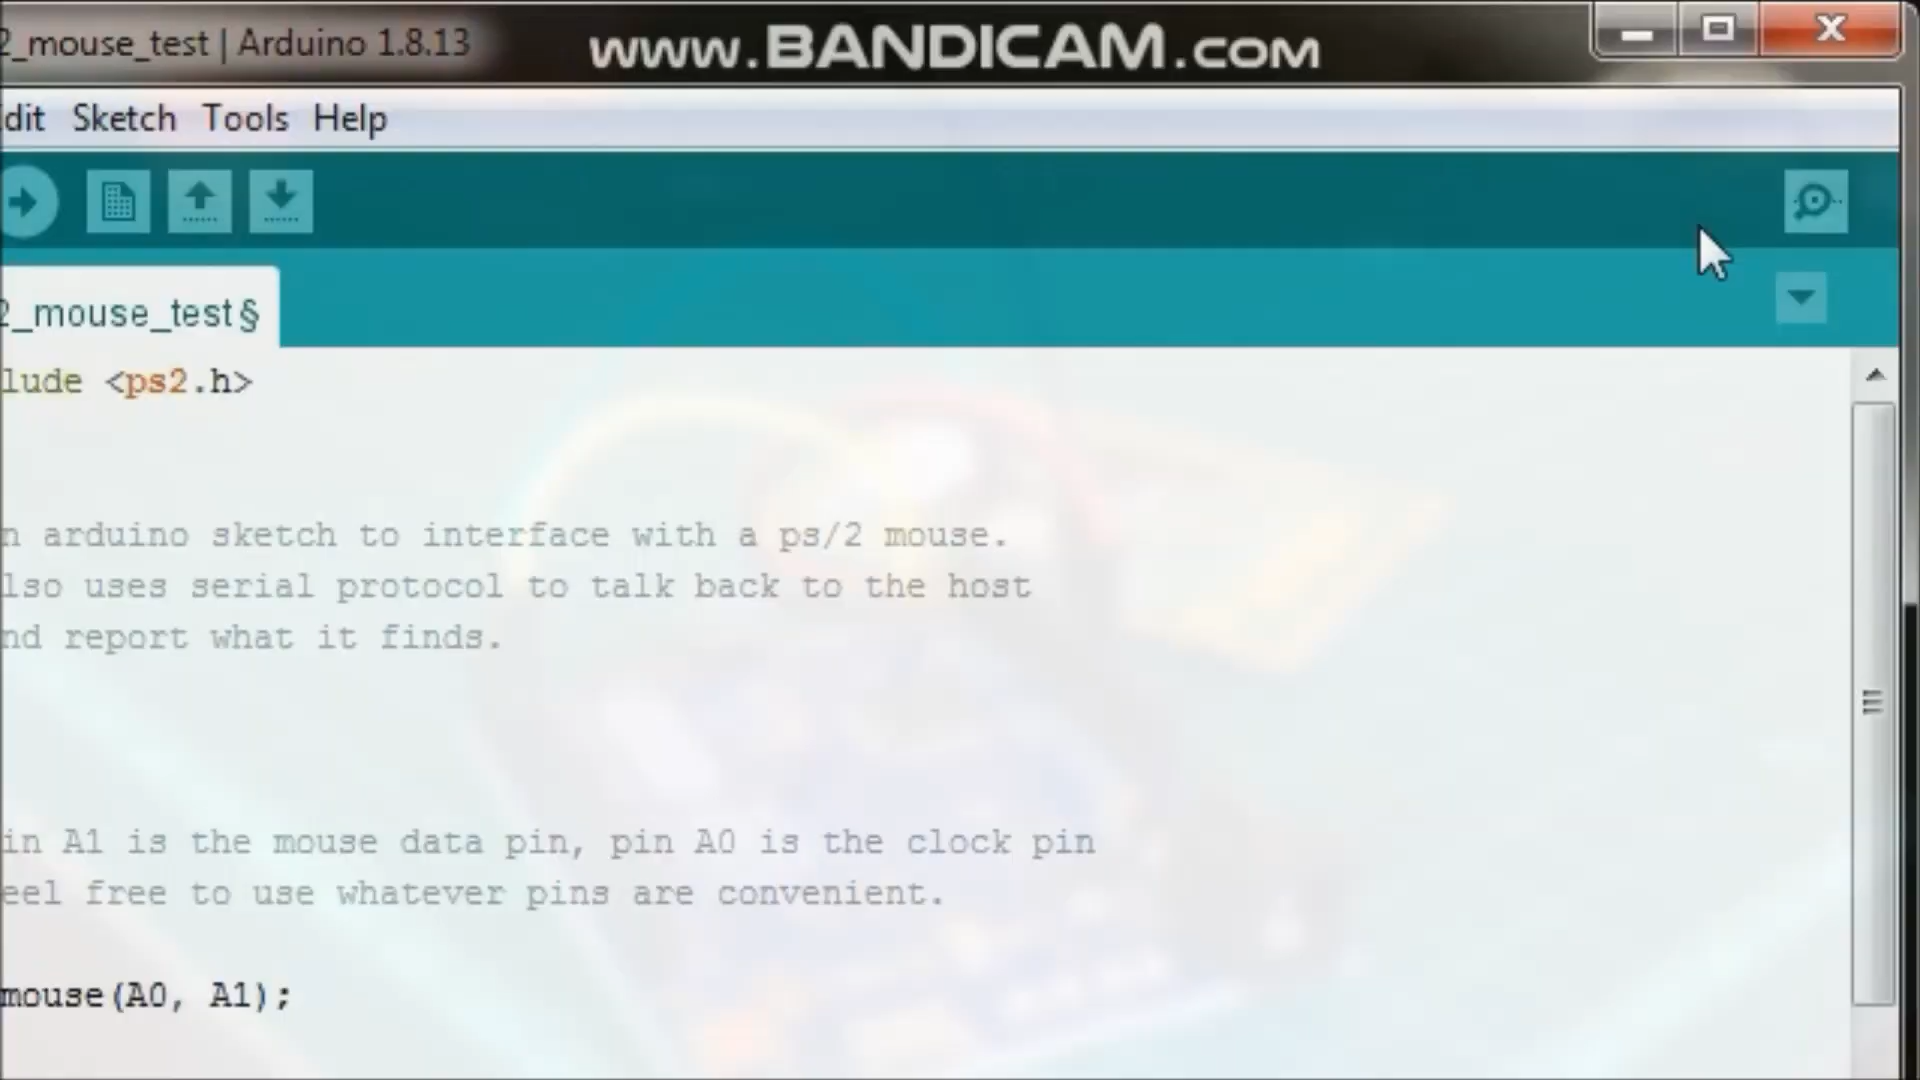 2_mouse_test | Arduino 1.8.13
www.BANDICAM.com
dit Sketch Tools Help
2_mouse_test§
lude <ps2.h>
n arduino sketch to interface with a ps/2 mouse.
lso uses serial protocol to talk back to the host
nd report what it finds.
in A1 is the mouse data pin, pin A0 is the clock pin
eel free to use whatever pins are convenient.
mouse(A0, A1);